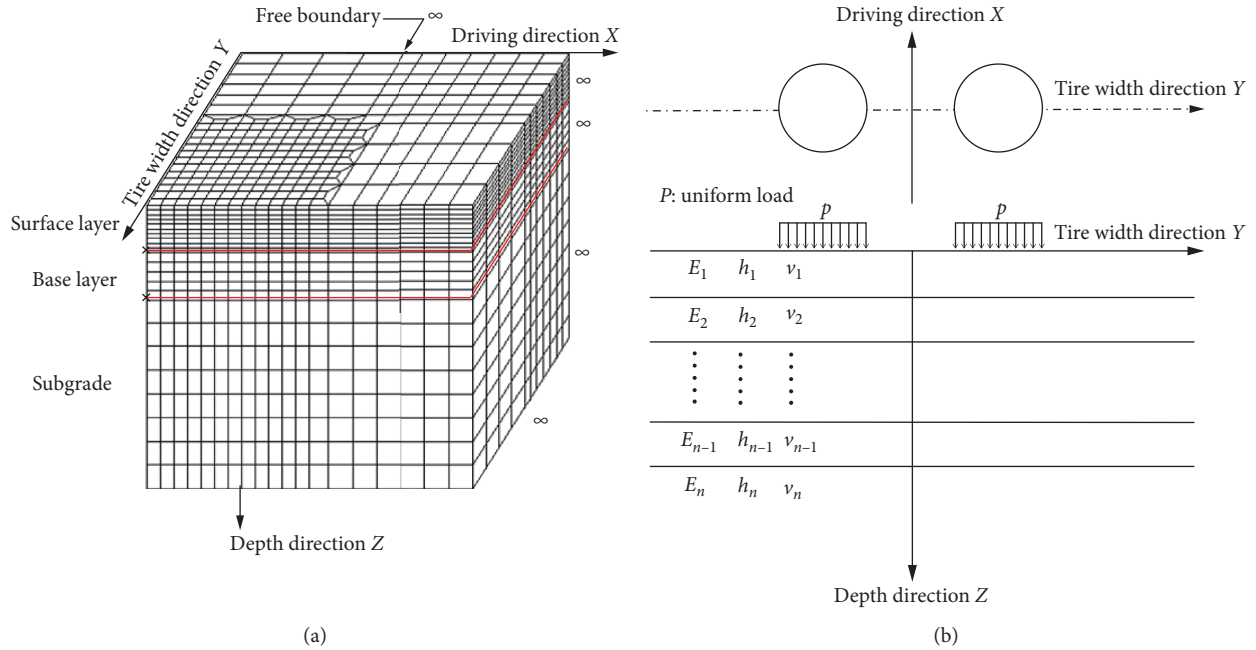 Free boundary
∞
Driving direction X
Tire width direction Y
∞
∞
Surface layer
∞
Base layer
Subgrade
∞
Depth direction Z
(a)
Driving direction X
Tire width direction Y
P: uniform load
p p
Tire width direction Y
E₁ h₁ ν₁
E₂ h₂ ν₂
Eₙ₋₁ hₙ₋₁ νₙ₋₁
Eₙ hₙ νₙ
Depth direction Z
(b)